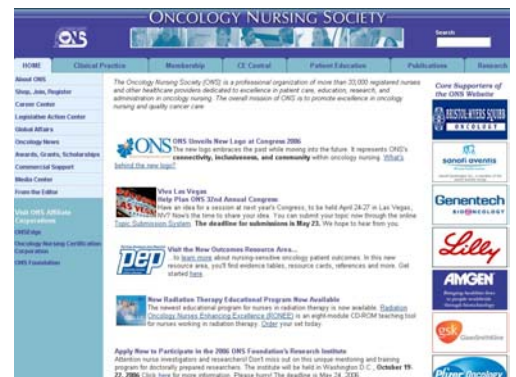 ONCOLOGY NURSING SOCIETY
ONS
Search
HOME
Clinical Practice
Membership
CE Central
Patient Education
Publications
Research
About ONS
Shop, Join, Register
Career Center
Legislative Action Center
Global Affairs
Oncology News
Awards, Grants, Scholarships
Commercial Support
Media Center
From the Editor
Visit ONS Affiliate
Corporations
ONSEdge
Oncology Nursing Certification
Corporation
ONS Foundation
The Oncology Nursing Society (ONS) is a professional organization of more than 33,000 registered nurses
and other healthcare providers dedicated to excellence in patient care, education, research, and
administration in oncology nursing. The overall mission of ONS is to promote excellence in oncology
nursing and quality cancer care.
ONS
ONS Unveils New Logo at Congress 2006
The new logo embraces the past while moving into the future. It represents ONS's
connectivity, inclusiveness, and community within oncology nursing. What's
behind the new logo?
Viva Las Vegas
Help Plan ONS 32nd Annual Congress
Have an idea for a session at next year's Congress, to be held April 24-27 in Las Vegas,
NV? Now's the time to share your idea. You can submit your topic now through the online
Topic Submission System. The deadline for submissions is May 23. We hope to hear from you.
pep
Visit the New Outcomes Resource Area...
... to learn more about nursing-sensitive oncology patient outcomes. In this new
resource area, you'll find evidence tables, resource cards, references and more. Get
started here.
New Radiation Therapy Educational Program Now Available
The newest educational program for nurses in radiation therapy is now available. Radiation
Oncology Nurses Enhancing Excellence (RONEE) is an eight-module CD-ROM teaching tool
for nurses working in radiation therapy. Order your set today.
Apply Now to Participate in the 2006 ONS Foundation's Research Institute
Attention nurse investigators and researchers! Don't miss out on this unique mentoring and training
program for doctorally prepared researchers. The institute will be held in Washington D.C., October 19-
22, 2006. Click here for more information. Please hurry! The deadline is May 24, 2006.
Core Supporters of
the ONS Website
BRISTOL-MYERS SQUIBB
ONCOLOGY
sanofi aventis
Genentech
BIOONCOLOGY
Lilly
AMGEN
gsk
GlaxoSmithKline
Pfizer Oncology